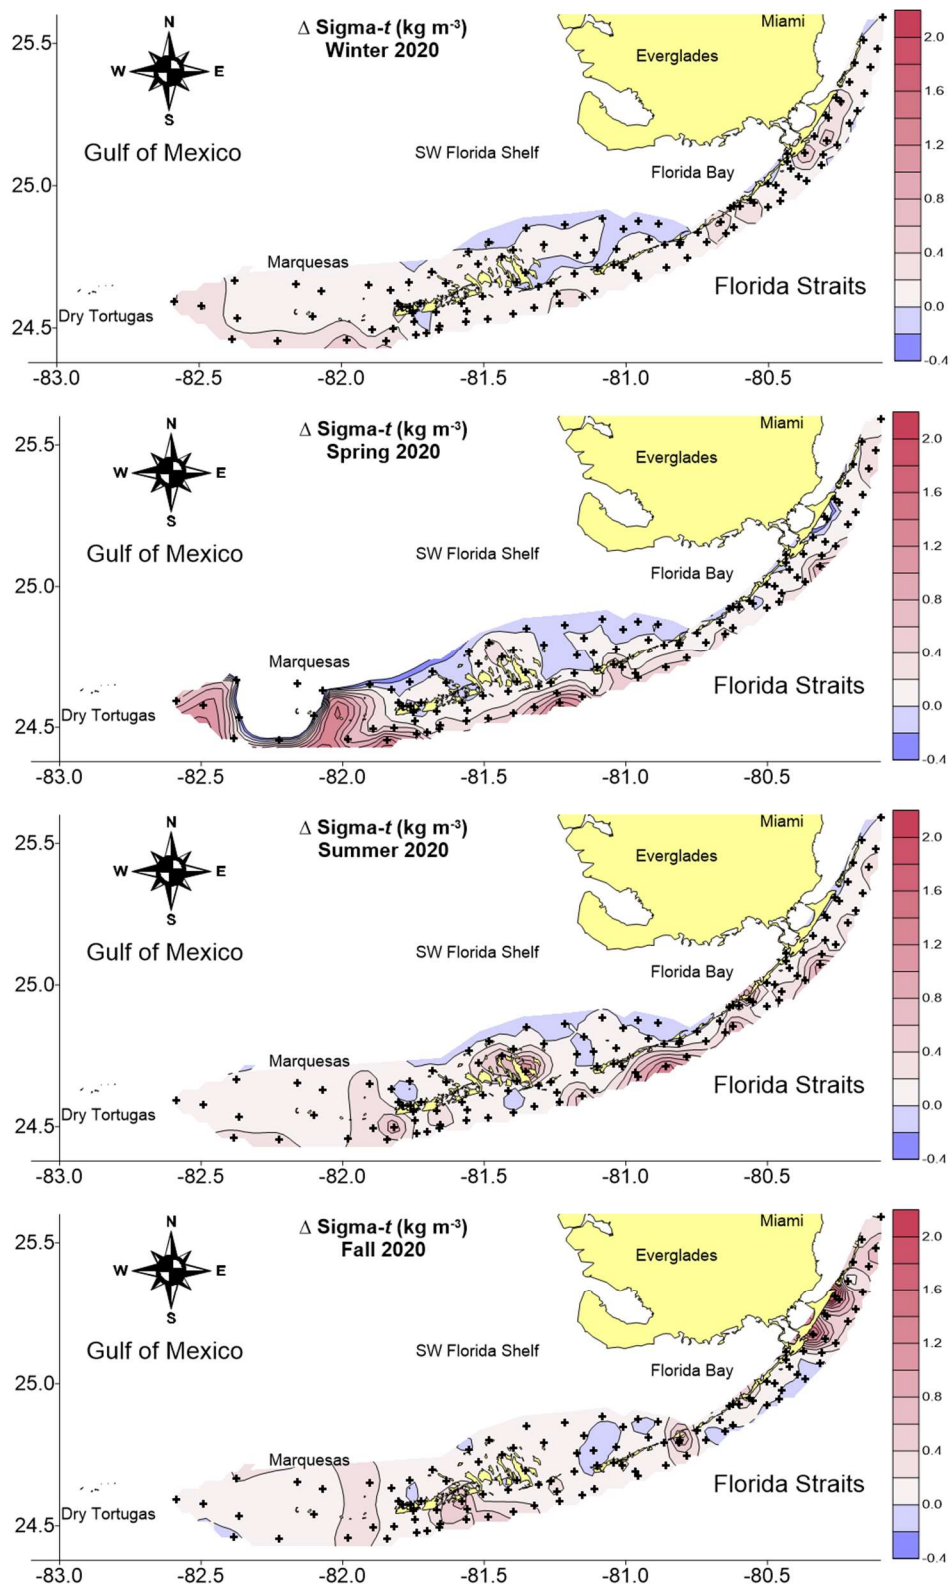 Δ Sigma-t (kg m-3)
Winter 2020
N
W E
S
Gulf of Mexico
SW Florida Shelf
Everglades
Miami
Florida Bay
Marquesas
Dry Tortugas
Florida Straits
25.5
25.0
24.5
-83.0 -82.5 -82.0 -81.5 -81.0 -80.5
2.0
1.6
1.2
0.8
0.4
0.0
-0.4
Δ Sigma-t (kg m-3)
Spring 2020
N
W E
S
Gulf of Mexico
SW Florida Shelf
Everglades
Miami
Florida Bay
Marquesas
Dry Tortugas
Florida Straits
25.5
25.0
24.5
-83.0 -82.5 -82.0 -81.5 -81.0 -80.5
2.0
1.6
1.2
0.8
0.4
0.0
-0.4
Δ Sigma-t (kg m-3)
Summer 2020
N
W E
S
Gulf of Mexico
SW Florida Shelf
Everglades
Miami
Florida Bay
Marquesas
Dry Tortugas
Florida Straits
25.5
25.0
24.5
-83.0 -82.5 -82.0 -81.5 -81.0 -80.5
2.0
1.6
1.2
0.8
0.4
0.0
-0.4
Δ Sigma-t (kg m-3)
Fall 2020
N
W E
S
Gulf of Mexico
SW Florida Shelf
Everglades
Miami
Florida Bay
Marquesas
Dry Tortugas
Florida Straits
25.5
25.0
24.5
-83.0 -82.5 -82.0 -81.5 -81.0 -80.5
2.0
1.6
1.2
0.8
0.4
0.0
-0.4